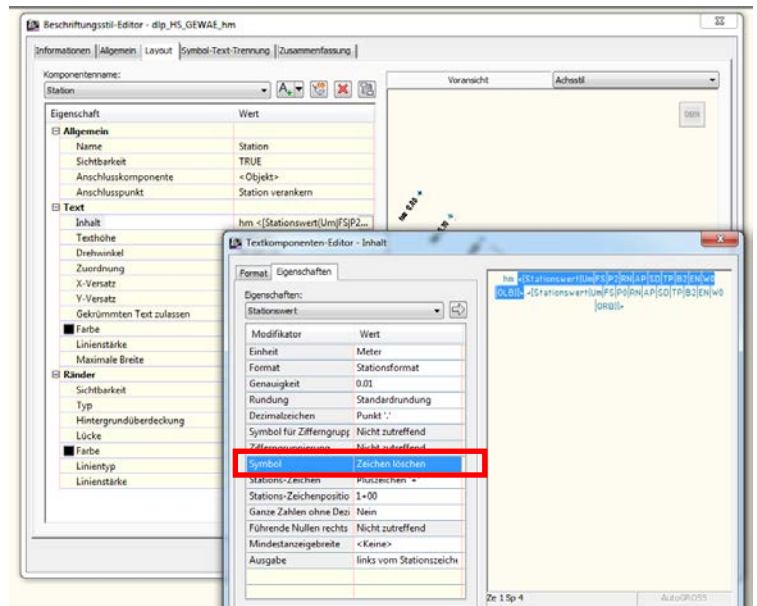 Beschriftungsstil-Editor - dlp_HS_GEWAE_hm
Informationen Allgemein Layout Symbol-Text-Trennung Zusammenfassung
Komponentenname:
Station
Voransicht Achsstil
Eigenschaft Wert
Allgemein
Name Station
Sichtbarkeit TRUE
Anschlusskomponente <Objekt>
Anschlusspunkt Station verankern
Text
Inhalt hm <[Stationswert(Um|FS|P2...
Texthöhe
Drehwinkel
Zuordnung
X-Versatz
Y-Versatz
Gekrümmten Text zulassen
Farbe
Linienstärke
Maximale Breite
Ränder
Sichtbarkeit
Typ
Hintergrundüberdeckung
Lücke
Farbe
Linientyp
Linienstärke
Textkomponenten-Editor - Inhalt
Format Eigenschaften
Eigenschaften:
Stationswert
Modifikator Wert
Einheit Meter
Format Stationsformat
Genauigkeit 0.01
Rundung Standardrundung
Dezimalzeichen Punkt '.'
Symbol für Zifferngrupp Nicht zutreffend
Zifferngruppierung Nicht zutreffend
Symbol Zeichen löschen
Stations-Zeichen Pluszeichen '+
Stations-Zeichenpositio 1+00
Ganze Zahlen ohne Dezi Nein
Führende Nullen rechts Nicht zutreffend
Mindestanzeigebreite <Keine>
Ausgabe links vom Stationszeiche
hm <[Stationswert(Um|FS|P2|RN|AP|SD|TP|B2|EN|W0
|OLB)]> <[Stationswert(Um|FS|P0|RN|AP|SD|TP|B2|EN|W0
|ORB)]>
Ze 1 Sp 4 AutoGROSS